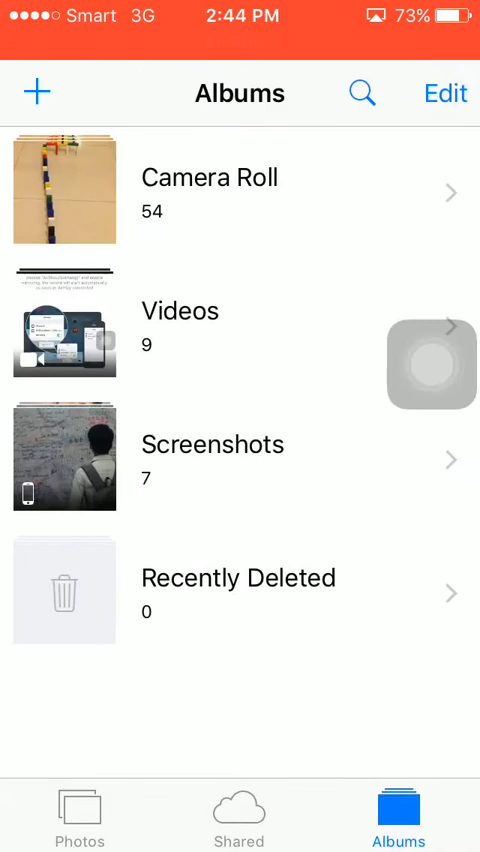 Smart 3G 2:44 PM 73%
Albums Edit
Camera Roll
54
Videos
9
Screenshots
7
Recently Deleted
0
Photos Shared Albums